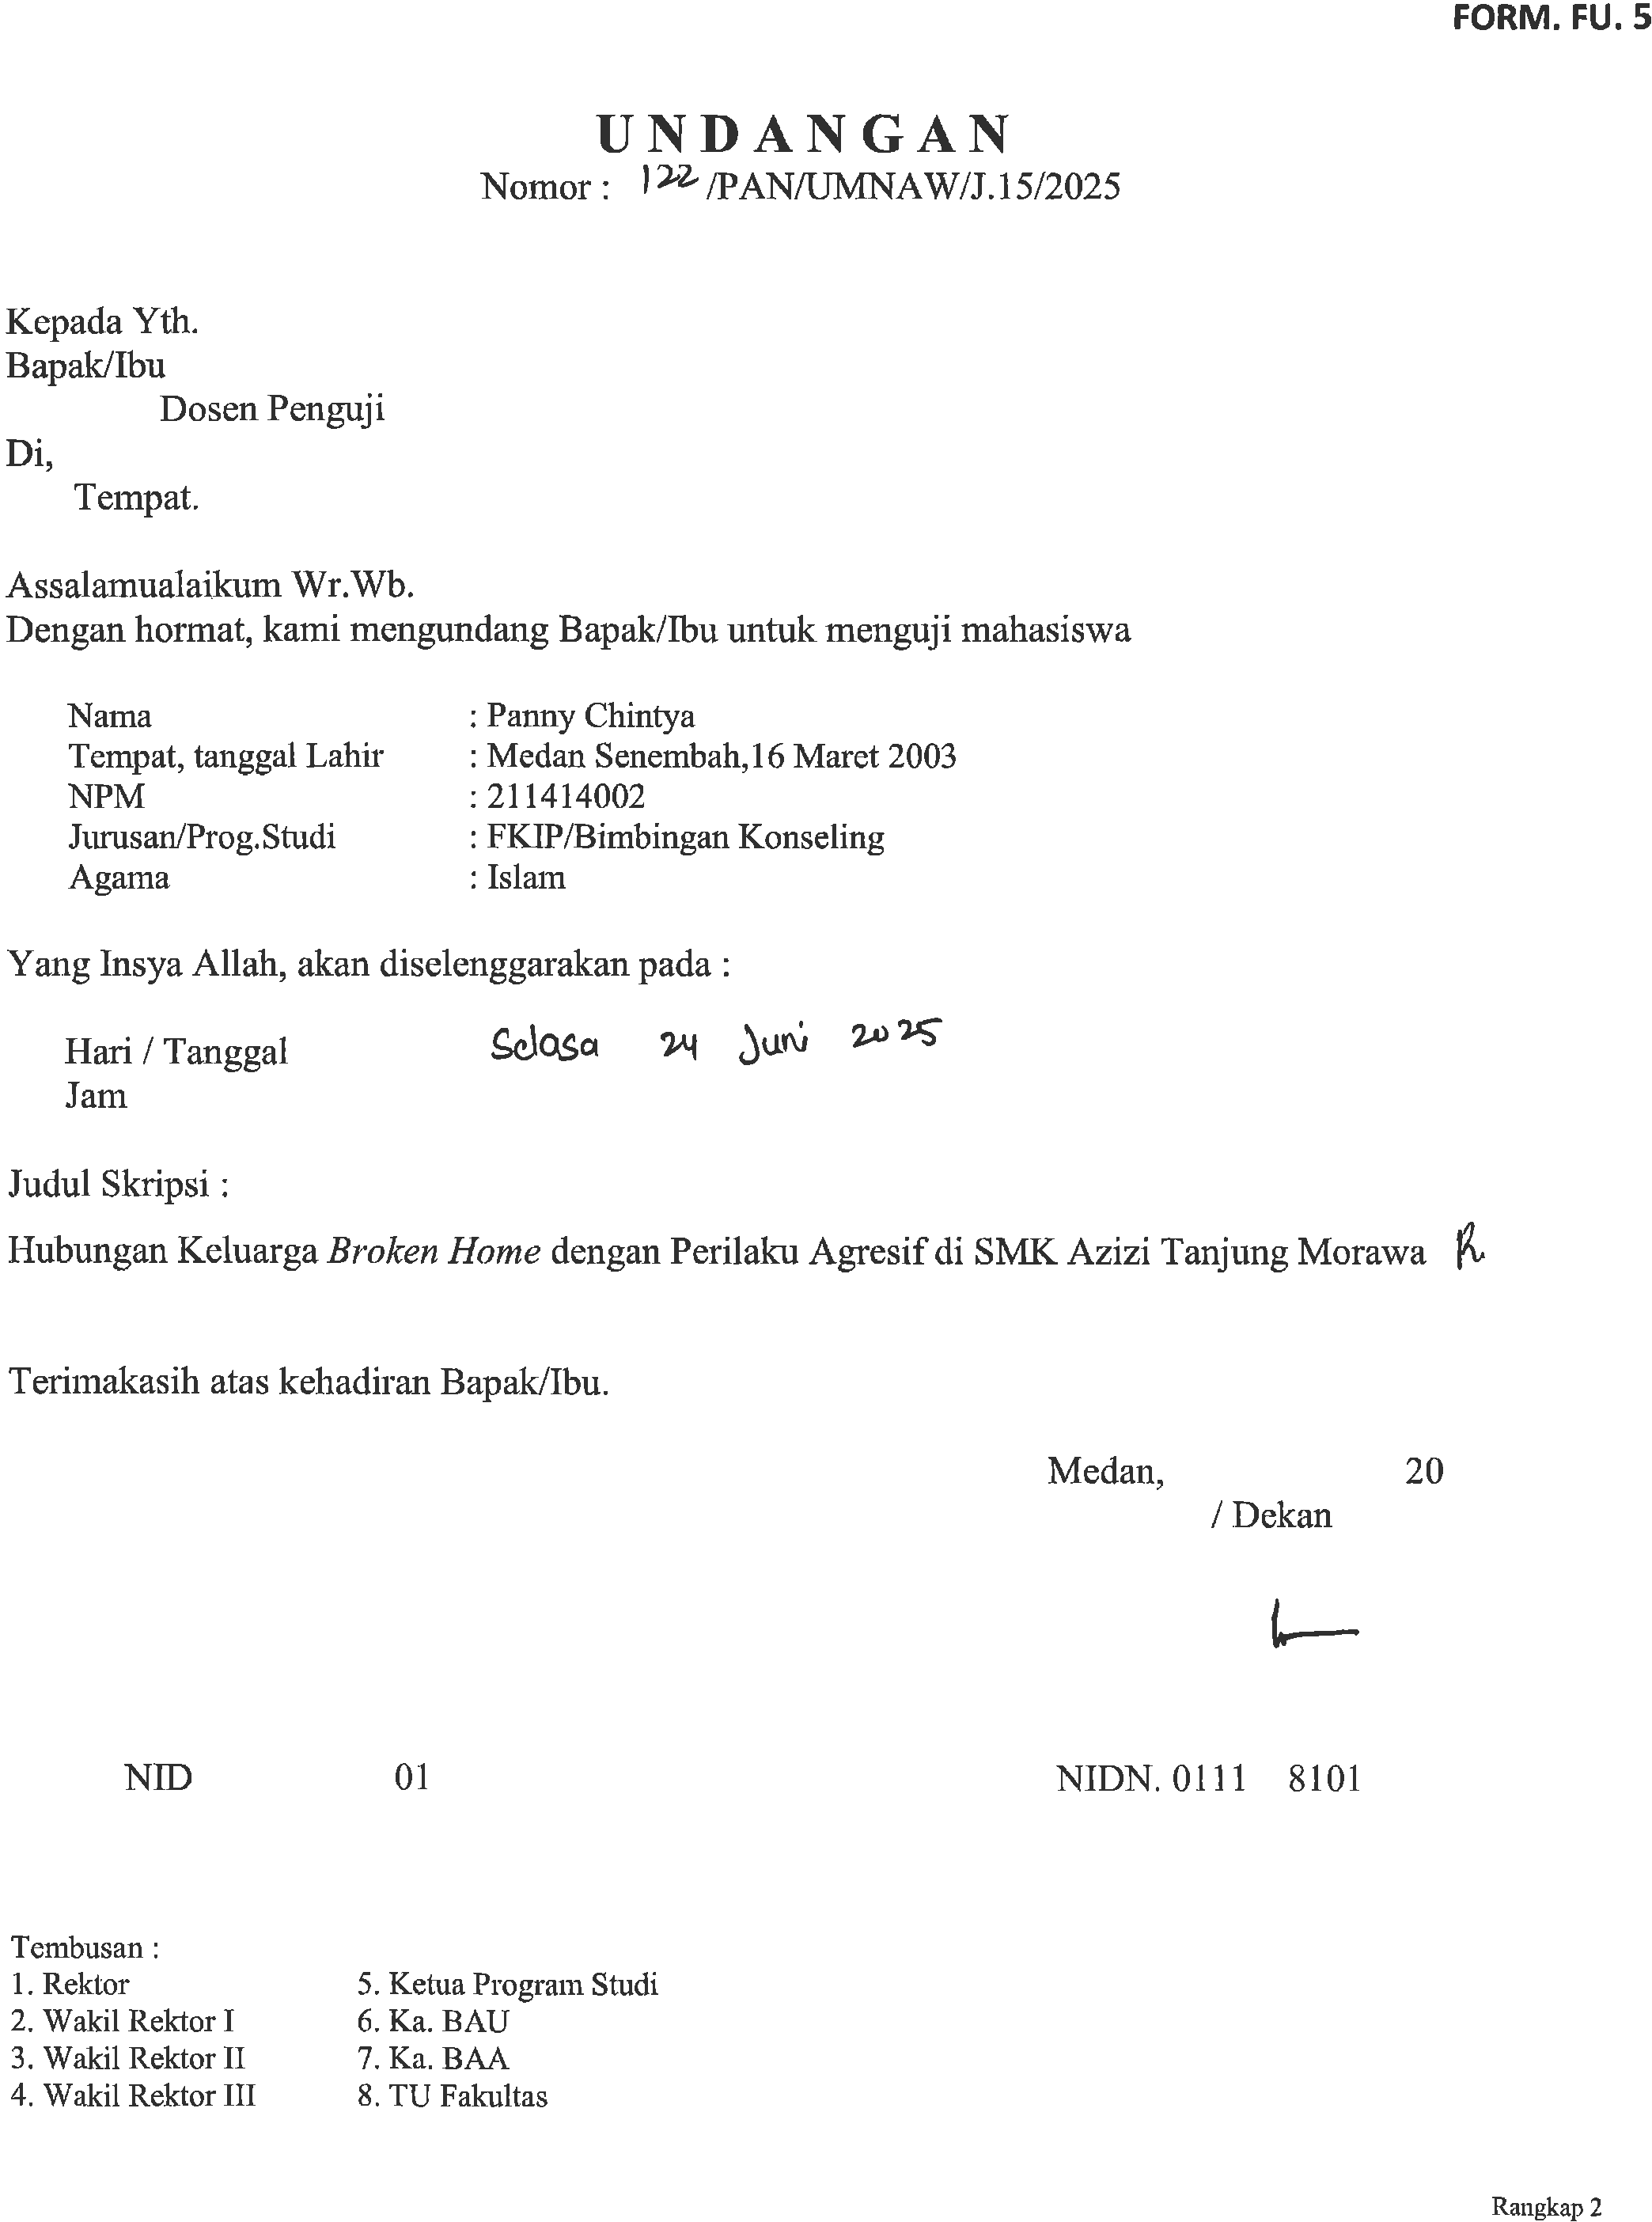 FORM. FU. 5
UNDANGAN
Nomor : 122/PAN/UMNAW/J.15/2025
Kepada Yth.
Bapak/Ibu
Dosen Penguji
Di,
Tempat.
Assalamualaikum Wr.Wb.
Dengan hormat, kami mengundang Bapak/Ibu untuk menguji mahasiswa
Nama : Panny Chintya
Tempat, tanggal Lahir : Medan Senembah,16 Maret 2003
NPM : 211414002
Jurusan/Prog.Studi : FKIP/Bimbingan Konseling
Agama : Islam
Yang Insya Allah, akan diselenggarakan pada :
Hari / Tanggal Selasa 24 Juni 2025
Jam
Judul Skripsi :
Hubungan Keluarga Broken Home dengan Perilaku Agresif di SMK Azizi Tanjung Morawa
Terimakasih atas kehadiran Bapak/Ibu.
Medan, 20
/ Dekan
NID 01 NIDN. 0111 8101
Tembusan :
1. Rektor 5. Ketua Program Studi
2. Wakil Rektor I 6. Ka. BAU
3. Wakil Rektor II 7. Ka. BAA
4. Wakil Rektor III 8. TU Fakultas
Rangkap 2